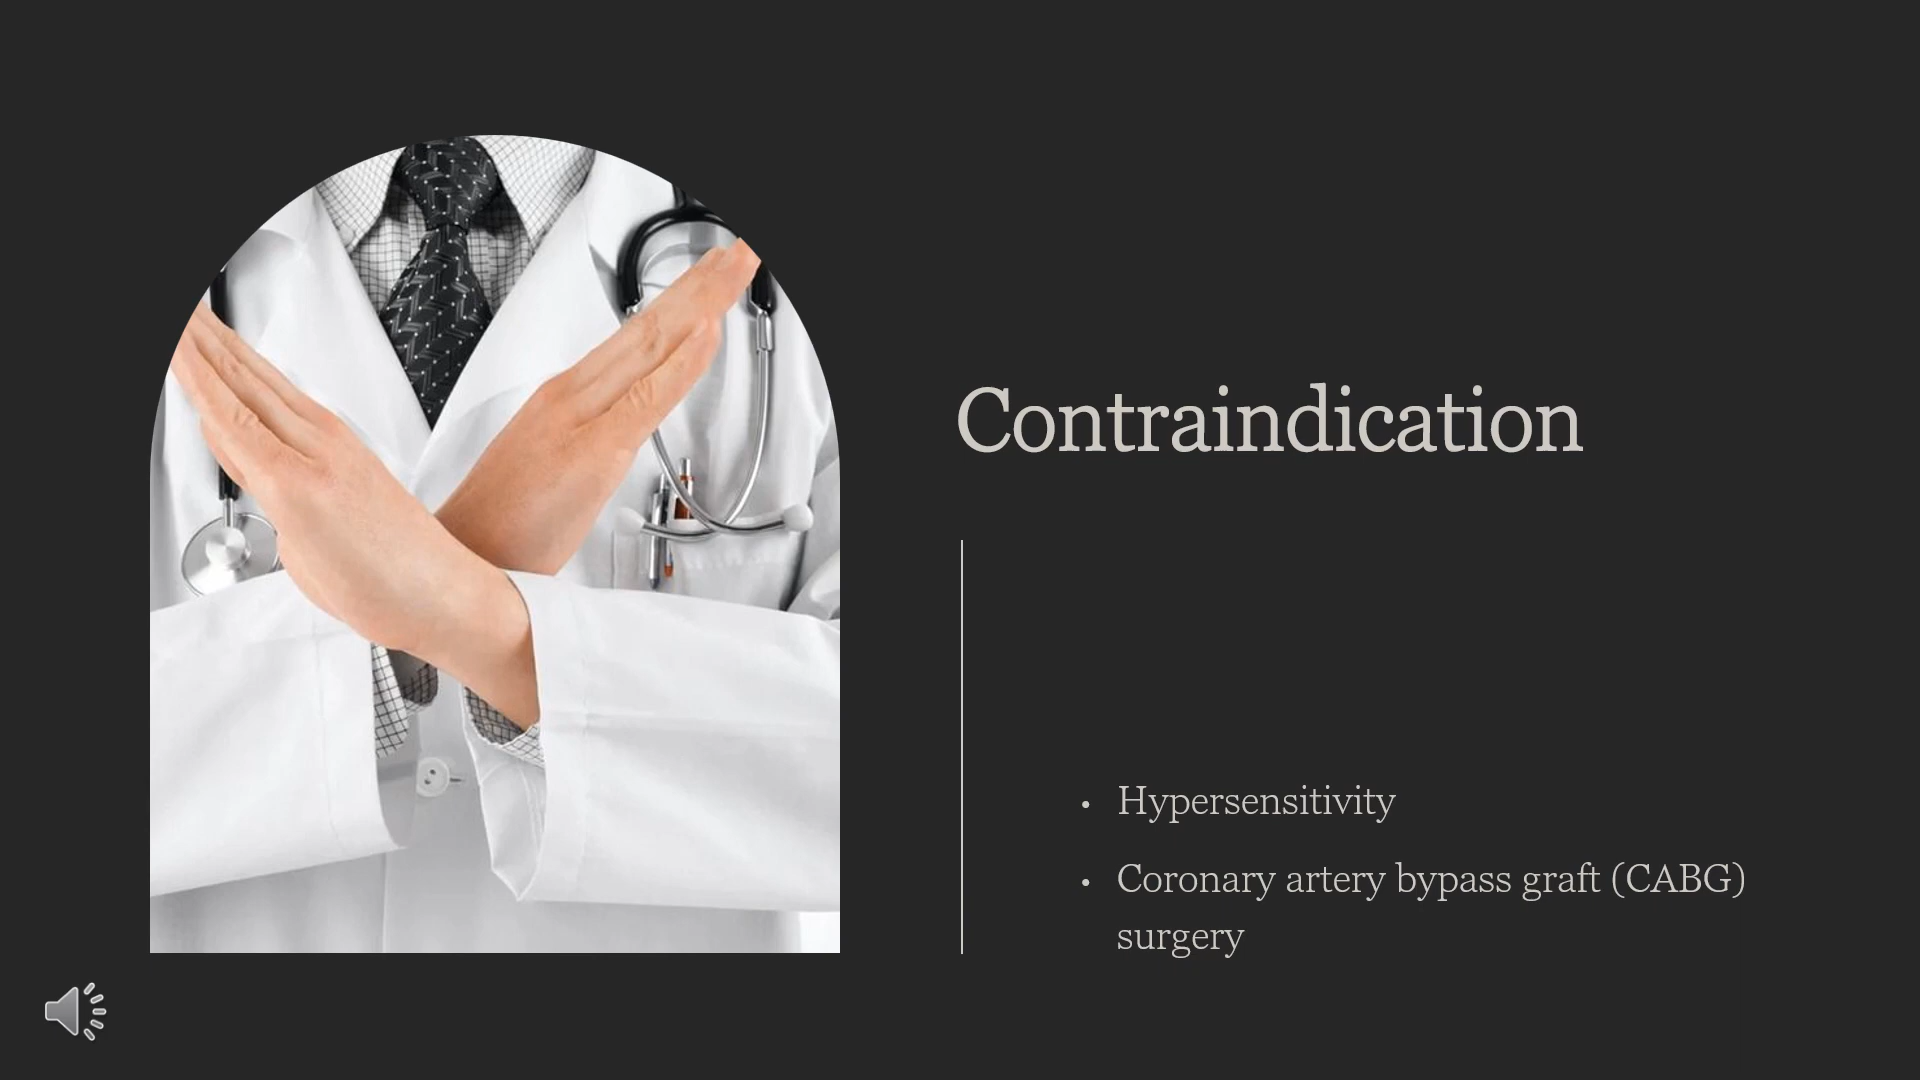 Contraindication
• Hypersensitivity
• Coronary artery bypass graft (CABG)
surgery